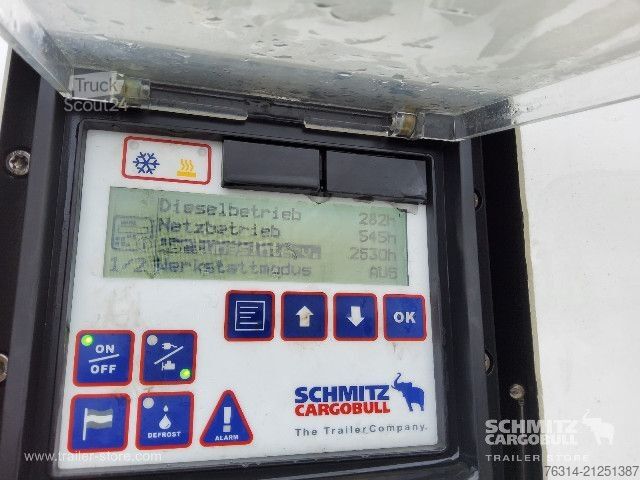 Truck
Scout24
Dieselbetrieb 282h
Netzbetrieb 545h
2530h
1/2 Werkstattmodus AUS
OK
ON
OFF
SCHMITZ
CARGOBULL
The TrailerCompany.
DEFROST
ALARM
SCHMITZ
CARGOBULL
TRAILER STORE
www.trailer-store.com
76314-21251387